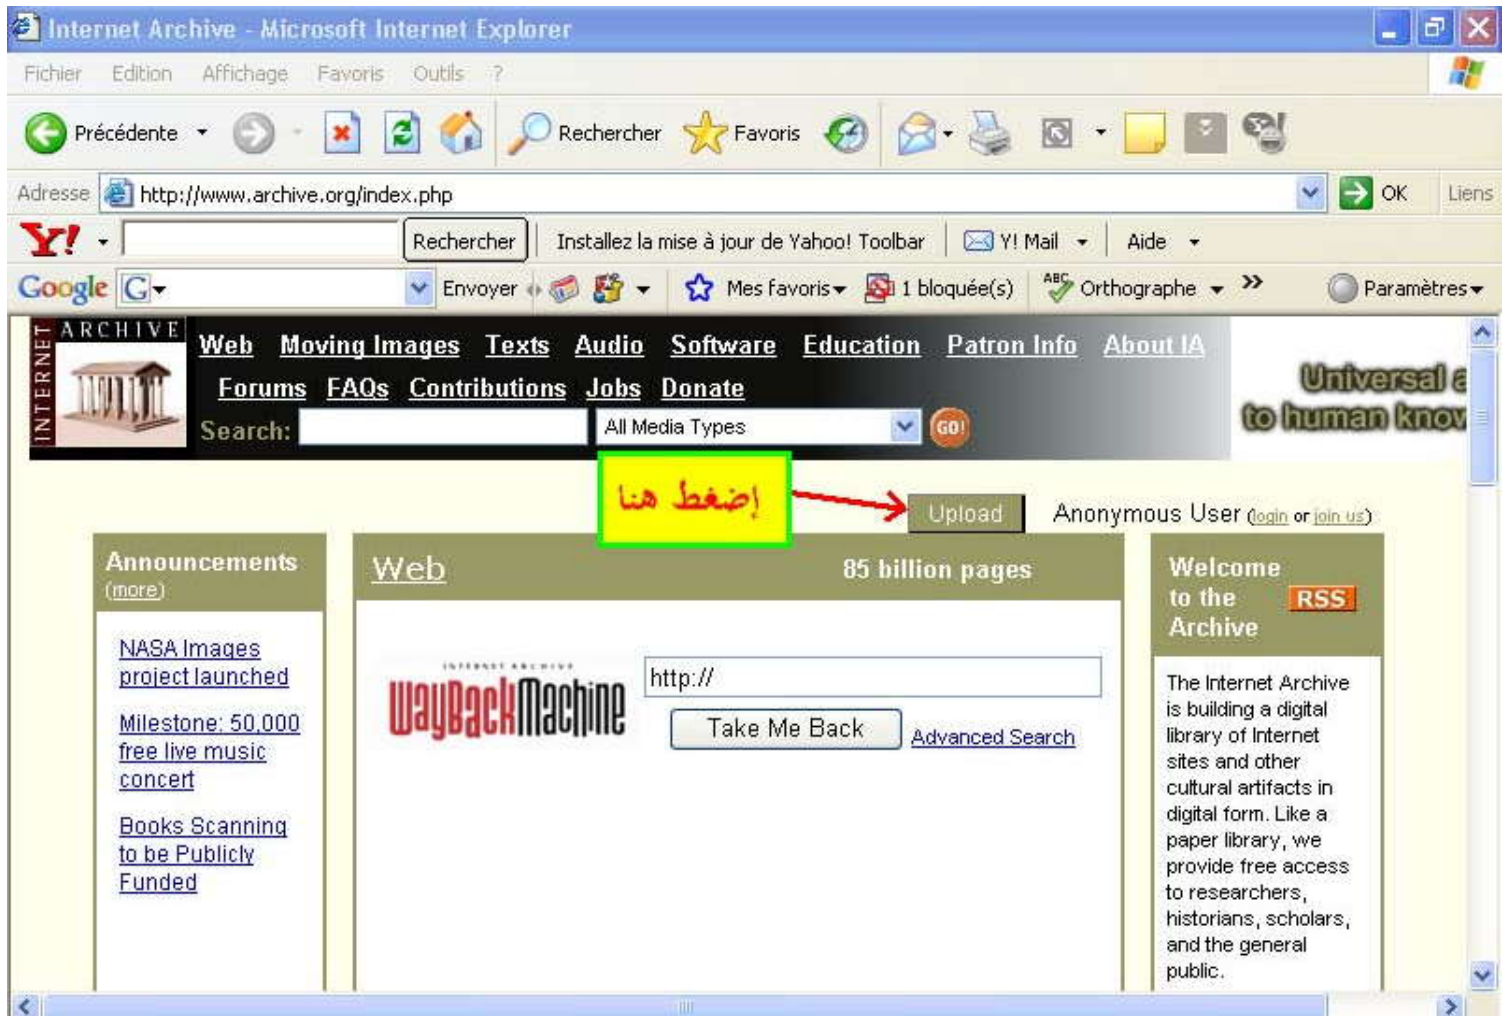 Internet Archive - Microsoft Internet Explorer
Fichier Edition Affichage Favoris Outils ?
Précédente Rechercher Favoris
Adresse http://www.archive.org/index.php OK Liens
Y! Rechercher Installez la mise à jour de Yahoo! Toolbar Y! Mail Aide
Google G Envoyer Mes favoris 1 bloquée(s) ABC Orthographe Paramètres
INTERNET ARCHIVE
Web Moving Images Texts Audio Software Education Patron Info About IA
Forums FAQs Contributions Jobs Donate
Search: All Media Types GO!
Universal a
to human know
إضغط هنا
Upload Anonymous User (login or join us)
Announcements
(more)
NASA Images
project launched
Milestone: 50,000
free live music
concert
Books Scanning
to be Publicly
Funded
Web 85 billion pages
INTERNET ARCHIVE
WayBackMachine
http://
Take Me Back Advanced Search
Welcome
to the
Archive
RSS
The Internet Archive
is building a digital
library of Internet
sites and other
cultural artifacts in
digital form. Like a
paper library, we
provide free access
to researchers,
historians, scholars,
and the general
public.